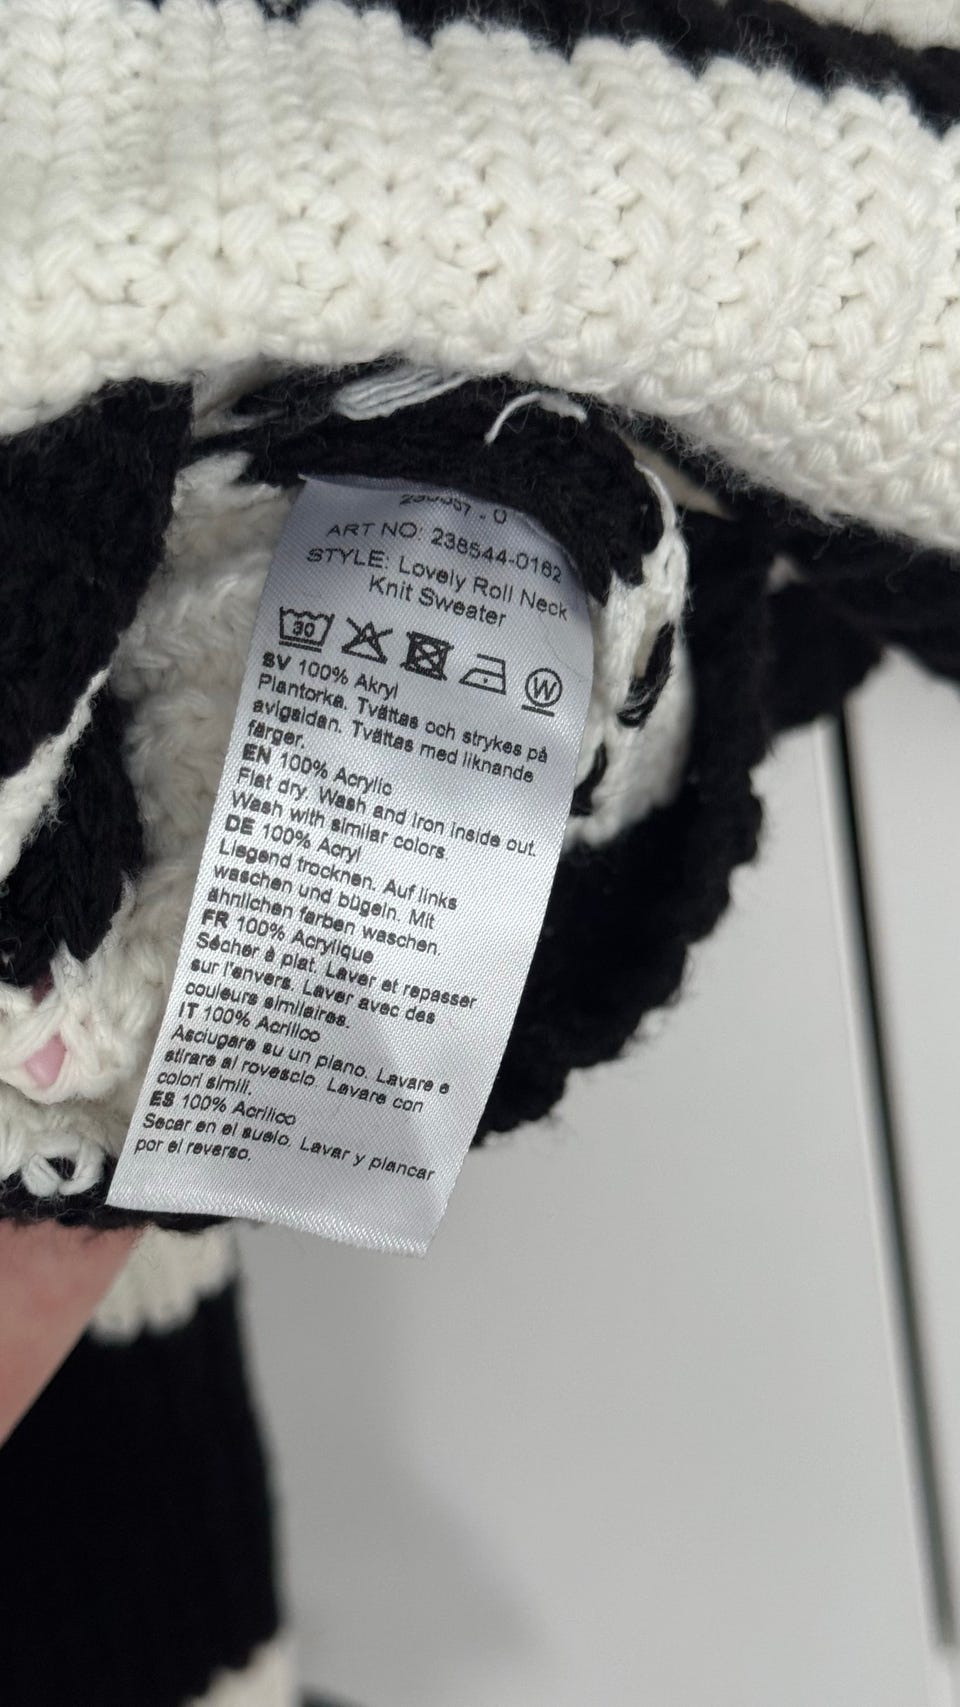 ART NO: 238544-0162
STYLE: Lovely Roll Neck
Knit Sweater
30
W
SV 100% Akryl
Plantorka. Tvättas och strykes på
avigsidan. Tvättas med liknande
färger.
EN 100% Acrylic
Flat dry. Wash and iron inside out.
Wash with similar colors.
DE 100% Acryl
Liegend trocknen. Auf links
waschen und bügeln. Mit
ähnlichen farben waschen.
FR 100% Acrylique
Sécher à plat. Laver et repasser
sur l'envers. Laver avec des
couleurs similaires.
IT 100% Acrilico
Asciugare su un piano. Lavare e
stirare al rovescio. Lavare con
colori simili.
ES 100% Acrilico
Secar en el suelo. Lavar y plancar
por el reverso.